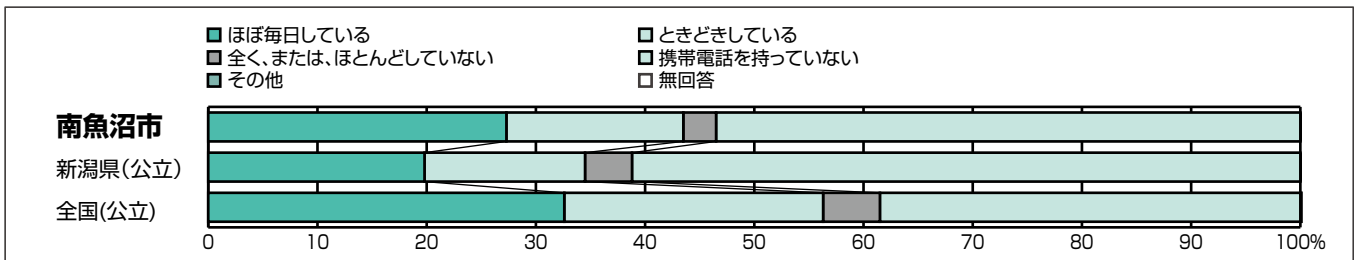 ほぼ毎日している ときどきしている
全く、または、ほとんどしていない 携帯電話を持っていない
その他 無回答
南魚沼市
新潟県(公立)
全国(公立)
0 10 20 30 40 50 60 70 80 90 100%